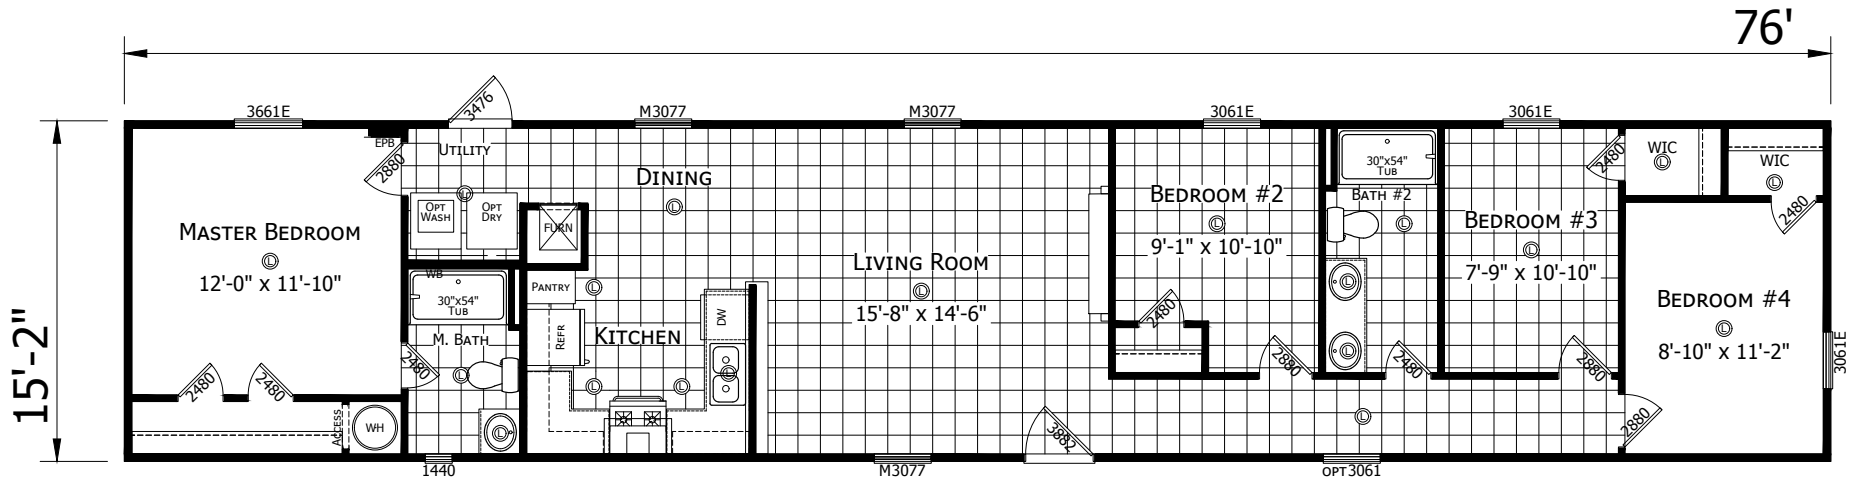 76'
15'-2"
3661E
3476
M3077
M3077
3061E
3061E
EPB
2880
UTILITY
OPT
WASH
OPT
DRY
DINING
FURN
MASTER BEDROOM
L
12'-0" x 11'-10"
2480
2480
ACCESS
WH
WB
30"x54"
TUB
M. BATH
2480
L
L
1440
L
L
PANTRY
L
REFR
KITCHEN
DW
L
L
L
LIVING ROOM
L
15'-8" x 14'-6"
M3077
3882
BEDROOM #2
L
9'-1" x 10'-10"
2480
2880
30"x54"
TUB
BATH #2
L
L
L
2480
L
OPT3061
BEDROOM #3
L
7'-9" x 10'-10"
2480
2880
WIC
L
WIC
L
2480
BEDROOM #4
L
8'-10" x 11'-2"
2880
3061E